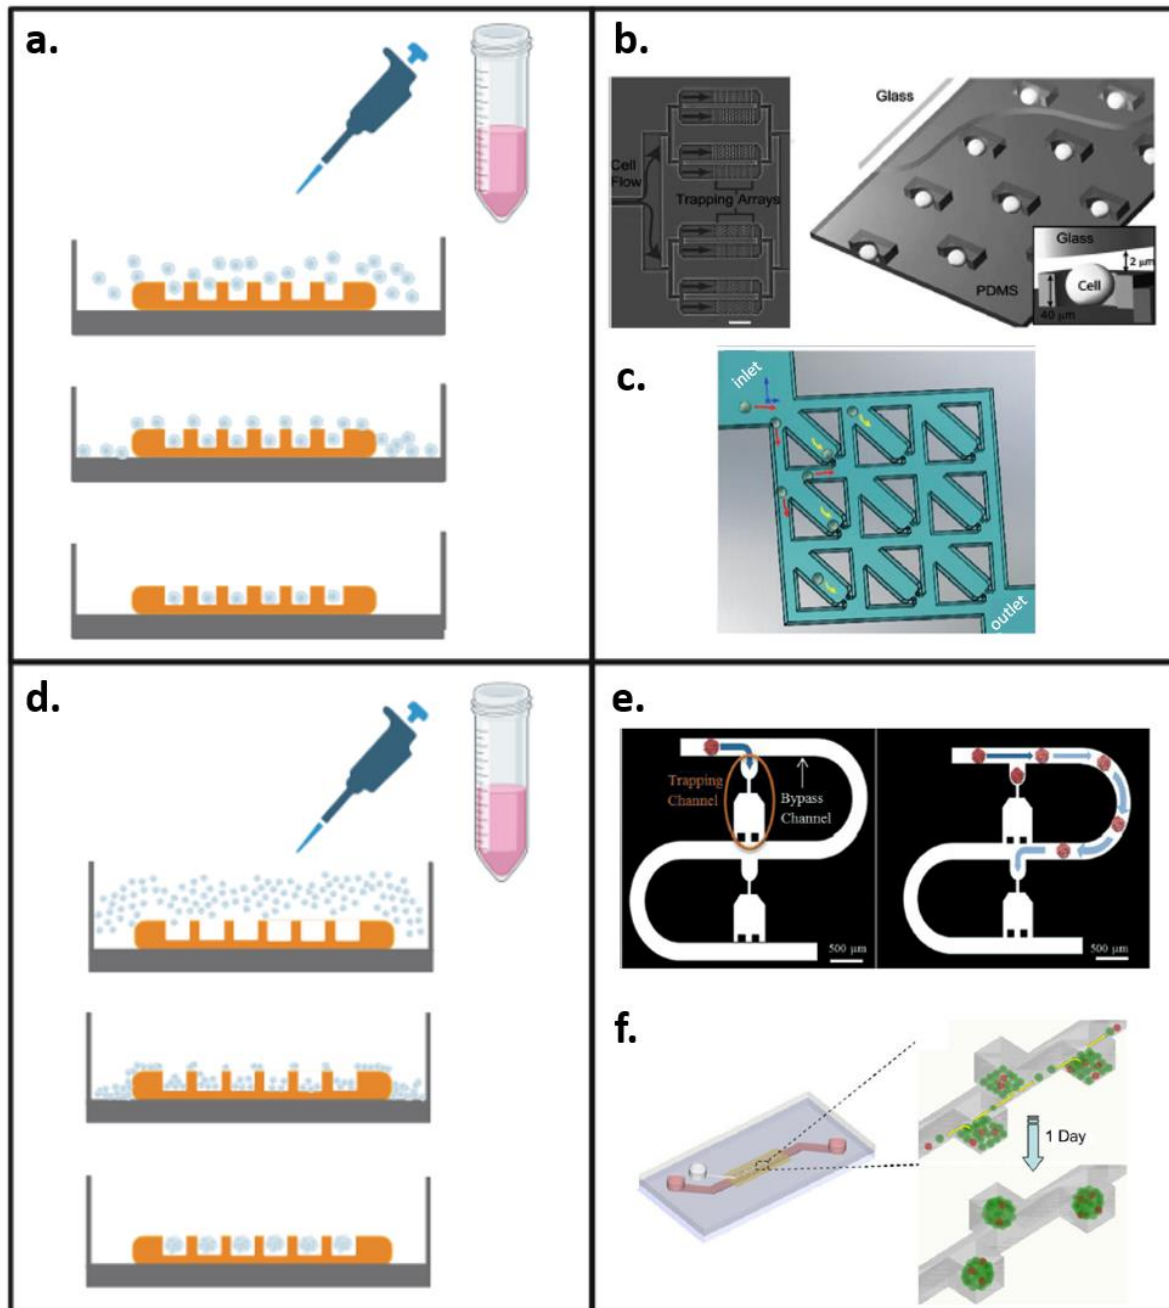 a.
b.
Cell
Flow
Trapping Arrays
Glass
PDMS
Glass
2 μm
Cell
40 μm
c.
inlet
outlet
d.
e.
Trapping
Channel
Bypass
Channel
500 μm
500 μm
f.
1 Day